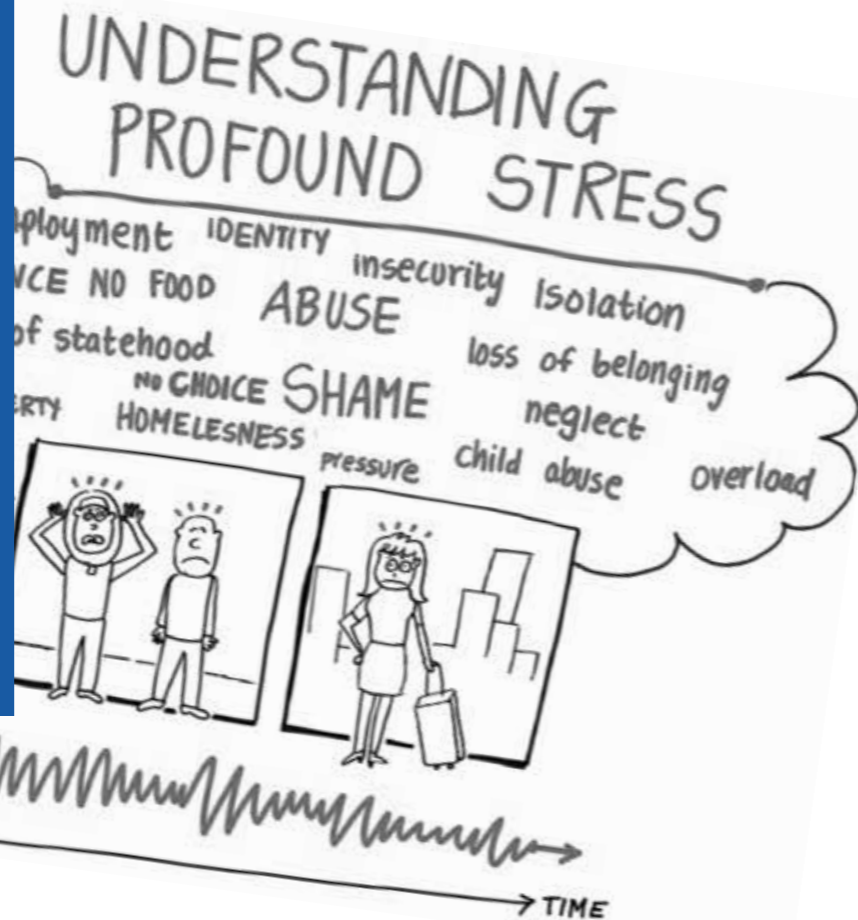 UNDERSTANDING
PROFOUND STRESS
IDENTITY insecurity Isolation
NO FOOD ABUSE loss of belonging
of statehood
NO CHOICE SHAME neglect
HOMELESNESS pressure child abuse overload
TIME